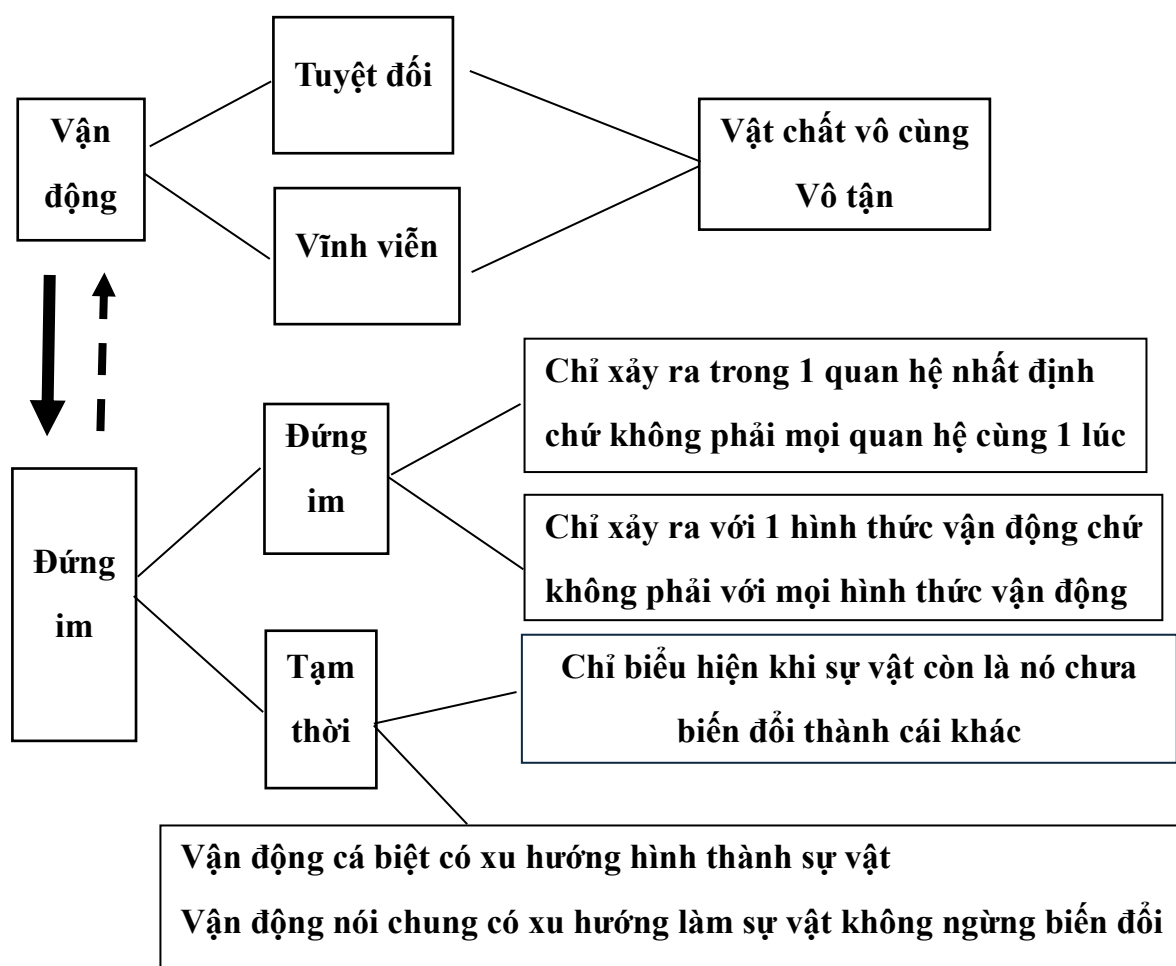 Tuyệt đối
Vận
động
Vật chất vô cùng
Vô tận
Vĩnh viễn
Chỉ xảy ra trong 1 quan hệ nhất định
chứ không phải mọi quan hệ cùng 1 lúc
Đứng
im
Chỉ xảy ra với 1 hình thức vận động chứ
không phải với mọi hình thức vận động
Đứng
im
Tạm
thời
Chỉ biểu hiện khi sự vật còn là nó chưa
biến đổi thành cái khác
Vận động cá biệt có xu hướng hình thành sự vật
Vận động nói chung có xu hướng làm sự vật không ngừng biến đổi